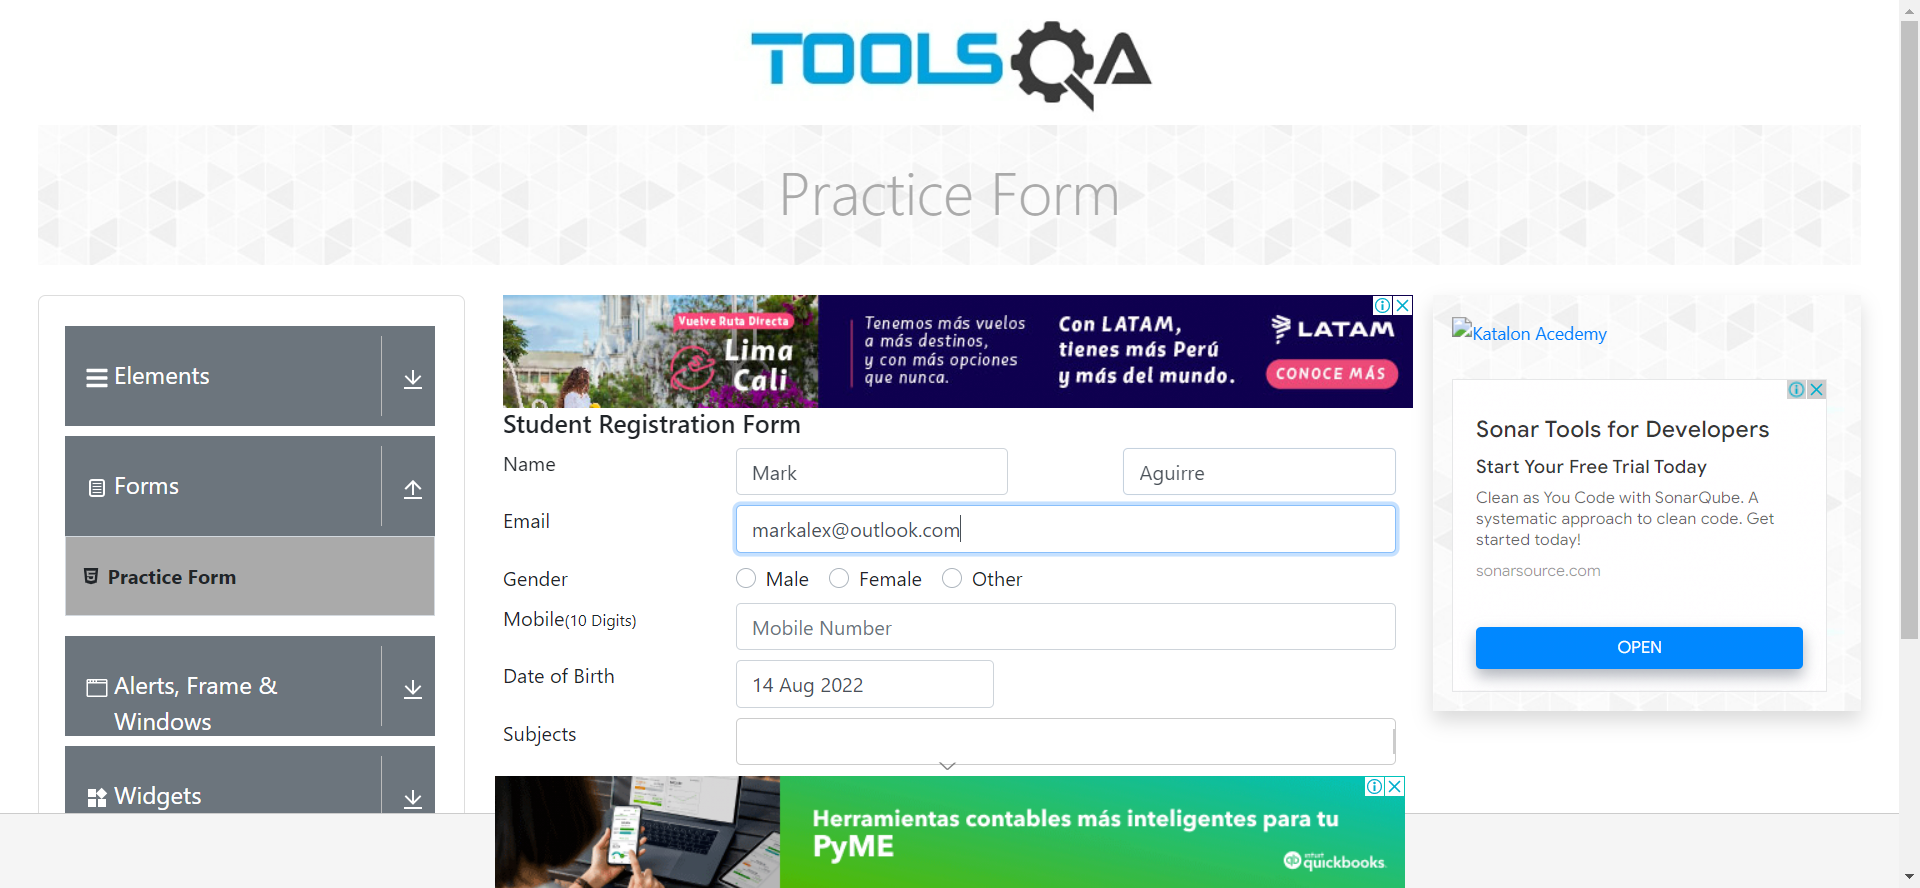 TOOLSQA
Practice Form
Elements
Forms
Practice Form
Alerts, Frame &
Windows
Widgets
Vuelve Ruta Directa
Lima
Cali
Tenemos más vuelos
a más destinos,
y con más opciones
que nunca.
Con LATAM,
tienes más Perú
y más del mundo.
LATAM
CONOCE MÁS
Student Registration Form
Name
Mark
Aguirre
Email
markalex@outlook.com
Gender
Male
Female
Other
Mobile(10 Digits)
Mobile Number
Date of Birth
14 Aug 2022
Subjects
Herramientas contables más inteligentes para tu
PyME
intuit
quickbooks.
Katalon Acedemy
Sonar Tools for Developers
Start Your Free Trial Today
Clean as You Code with SonarQube. A
systematic approach to clean code. Get
started today!
sonarsource.com
OPEN